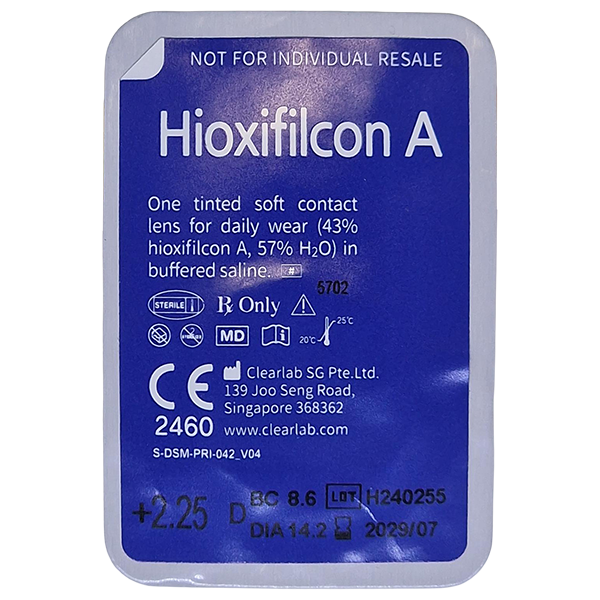 NOT FOR INDIVIDUAL RESALE
Hioxifilcon A
One tinted soft contact
lens for daily wear (43%
hioxifilcon A, 57% H₂O) in
buffered saline. #
5702
STERILE Rx Only
MD i 20°C 25°C
CE Clearlab SG Pte.Ltd.
139 Joo Seng Road,
Singapore 368362
2460 www.clearlab.com
S-DSM-PRI-042_V04
+2.25 D BC 8.6 LOT H240255
DIA 14.2 2029/07